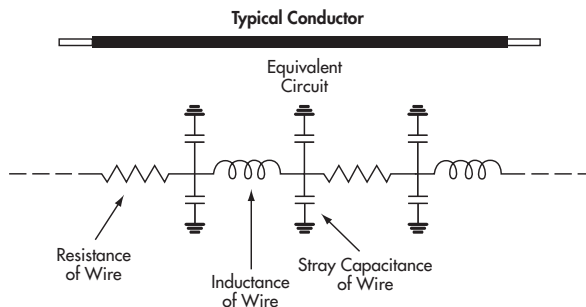 Typical Conductor
Equivalent
Circuit
Resistance
of Wire
Inductance
of Wire
Stray Capacitance
of Wire